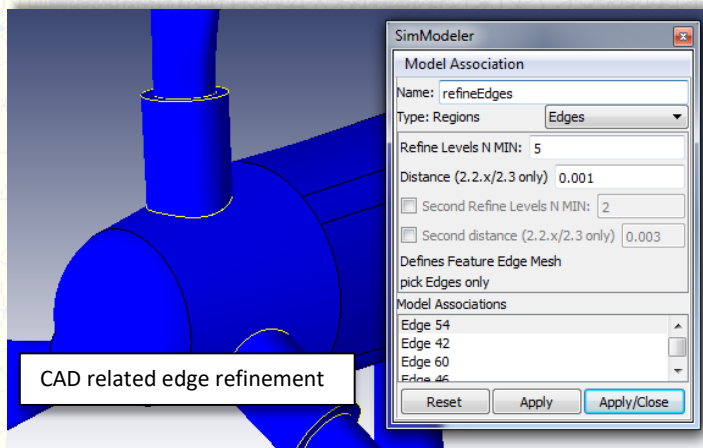 SimModeler
Model Association
Name: refineEdges
Type: Regions Edges
Refine Levels N MIN: 5
Distance (2.2.x/2.3 only) 0.001
Second Refine Levels N MIN: 2
Second distance (2.2.x/2.3 only) 0.003
Defines Feature Edge Mesh
pick Edges only
Model Associations
Edge 54
Edge 42
Edge 60
Edge 46
Reset Apply Apply/Close
CAD related edge refinement